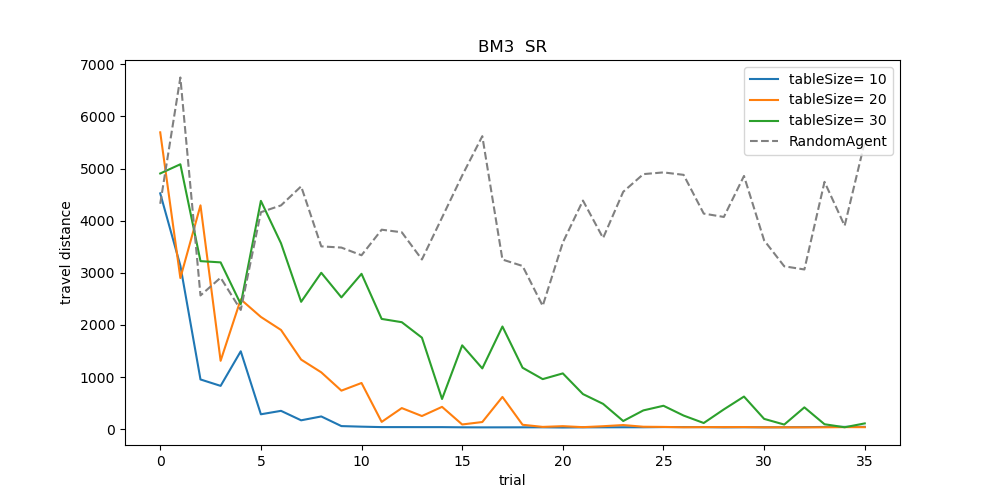 BM3  SR
7000
6000
5000
4000
3000
2000
1000
0
travel distance
0
5
10
15
20
25
30
35
trial
tableSize= 10
tableSize= 20
tableSize= 30
RandomAgent